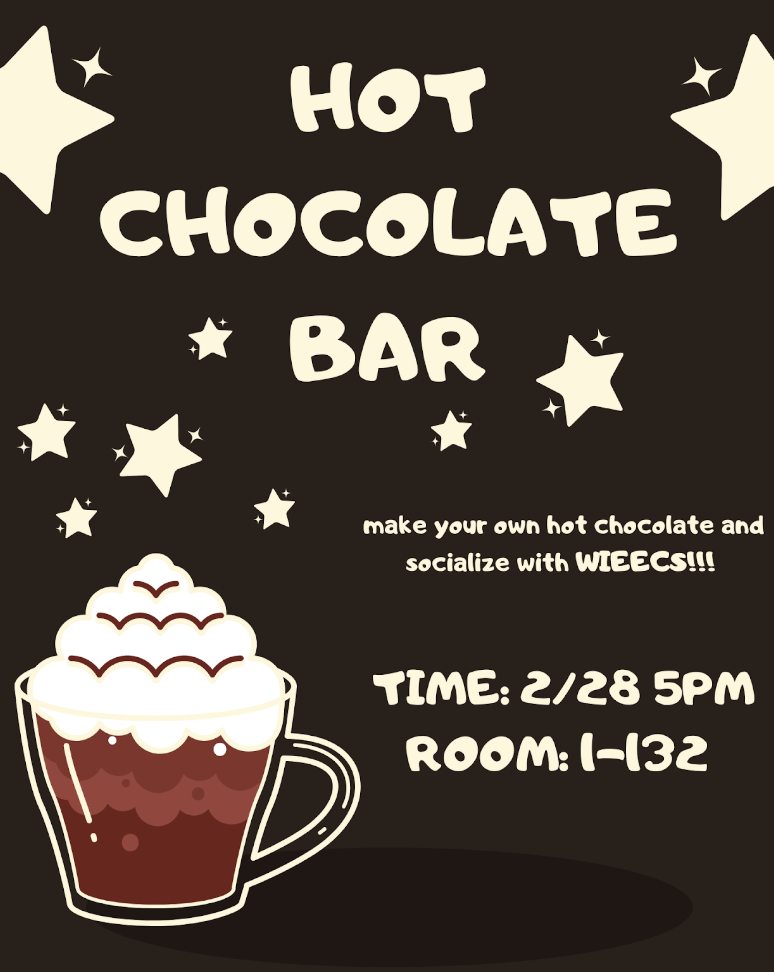 HOT
CHOCOLATE
BAR
make your own hot chocolate and
socialize with WIEECS!!!
TIME: 2/28 5PM
ROOM: 1-132